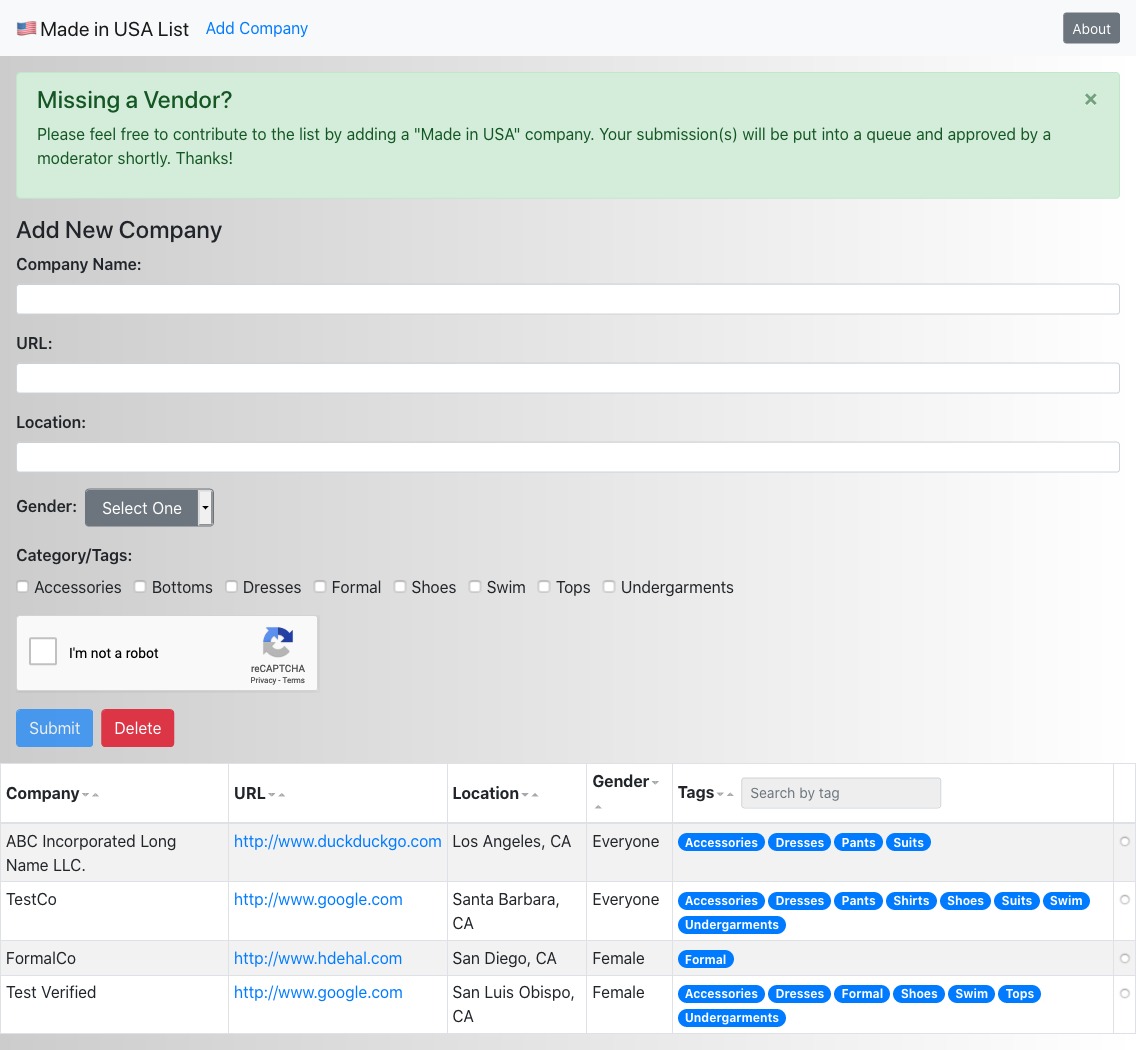 🇺🇸 Made in USA List Add Company About
Missing a Vendor? ×
Please feel free to contribute to the list by adding a "Made in USA" company. Your submission(s) will be put into a queue and approved by a
moderator shortly. Thanks!
Add New Company
Company Name:
URL:
Location:
Gender: Select One
Category/Tags:
Accessories Bottoms Dresses Formal Shoes Swim Tops Undergarments
I'm not a robot
reCAPTCHA
Privacy - Terms
Submit Delete
Company URL Location Gender Tags Search by tag
ABC Incorporated Long http://www.duckduckgo.com Los Angeles, CA Everyone Accessories Dresses Pants Suits
Name LLC.
TestCo http://www.google.com Santa Barbara, Everyone Accessories Dresses Pants Shirts Shoes Suits Swim
CA Undergarments
FormalCo http://www.hdehal.com San Diego, CA Female Formal
Test Verified http://www.google.com San Luis Obispo, Female Accessories Dresses Formal Shoes Swim Tops
CA Undergarments